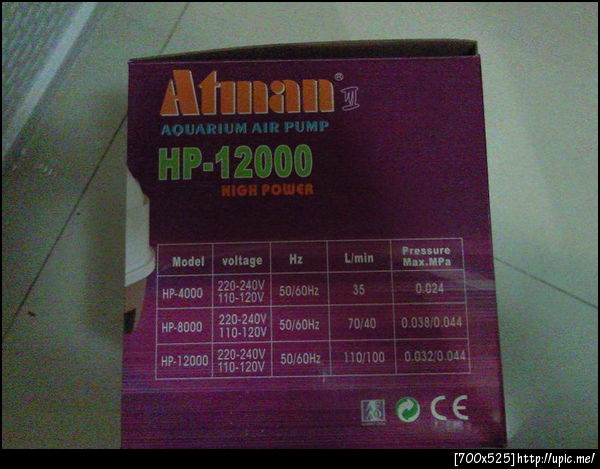 Atman®
AQUARIUM AIR PUMP
HP-12000
HIGH POWER
Model voltage Hz L/min Pressure Max.MPa
HP-4000 220-240V 110-120V 50/60Hz 35 0.024
HP-8000 220-240V 110-120V 50/60Hz 70/40 0.038/0.044
HP-12000 220-240V 110-120V 50/60Hz 110/100 0.032/0.044
CE
[700x525]http://upic.me/